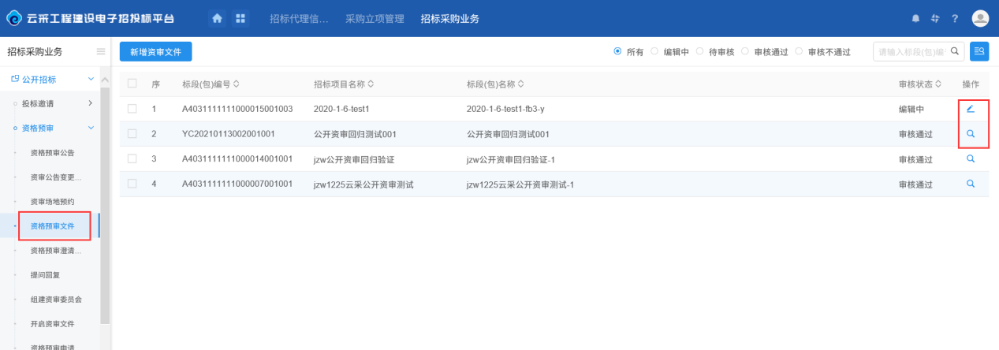 云采工程建设电子招投标平台 招标代理信... 采购立项管理 招标采购业务 ?
招标采购业务 新增资审文件 所有 编辑中 待审核 审核通过 审核不通过 请输入标段(包)编
公开招标
序 标段(包)编号 招标项目名称 标段(包)名称 审核状态 操作
投标邀请
1 A4031111111000015001003 2020-1-6-test1 2020-1-6-test1-fb3-y 编辑中
资格预审
2 YC20210113002001001 公开资审回归测试001 公开资审回归测试001 审核通过
资格预审公告
3 A4031111111000014001001 jzw公开资审回归验证 jzw公开资审回归验证-1 审核通过
资审公告变更...
4 A4031111111000007001001 jzw1225云采公开资审测试 jzw1225云采公开资审测试-1 审核通过
资审场地预约
资格预审文件
资格预审澄清...
提问回复
组建资审委员会
开启资审文件
资格预审申请